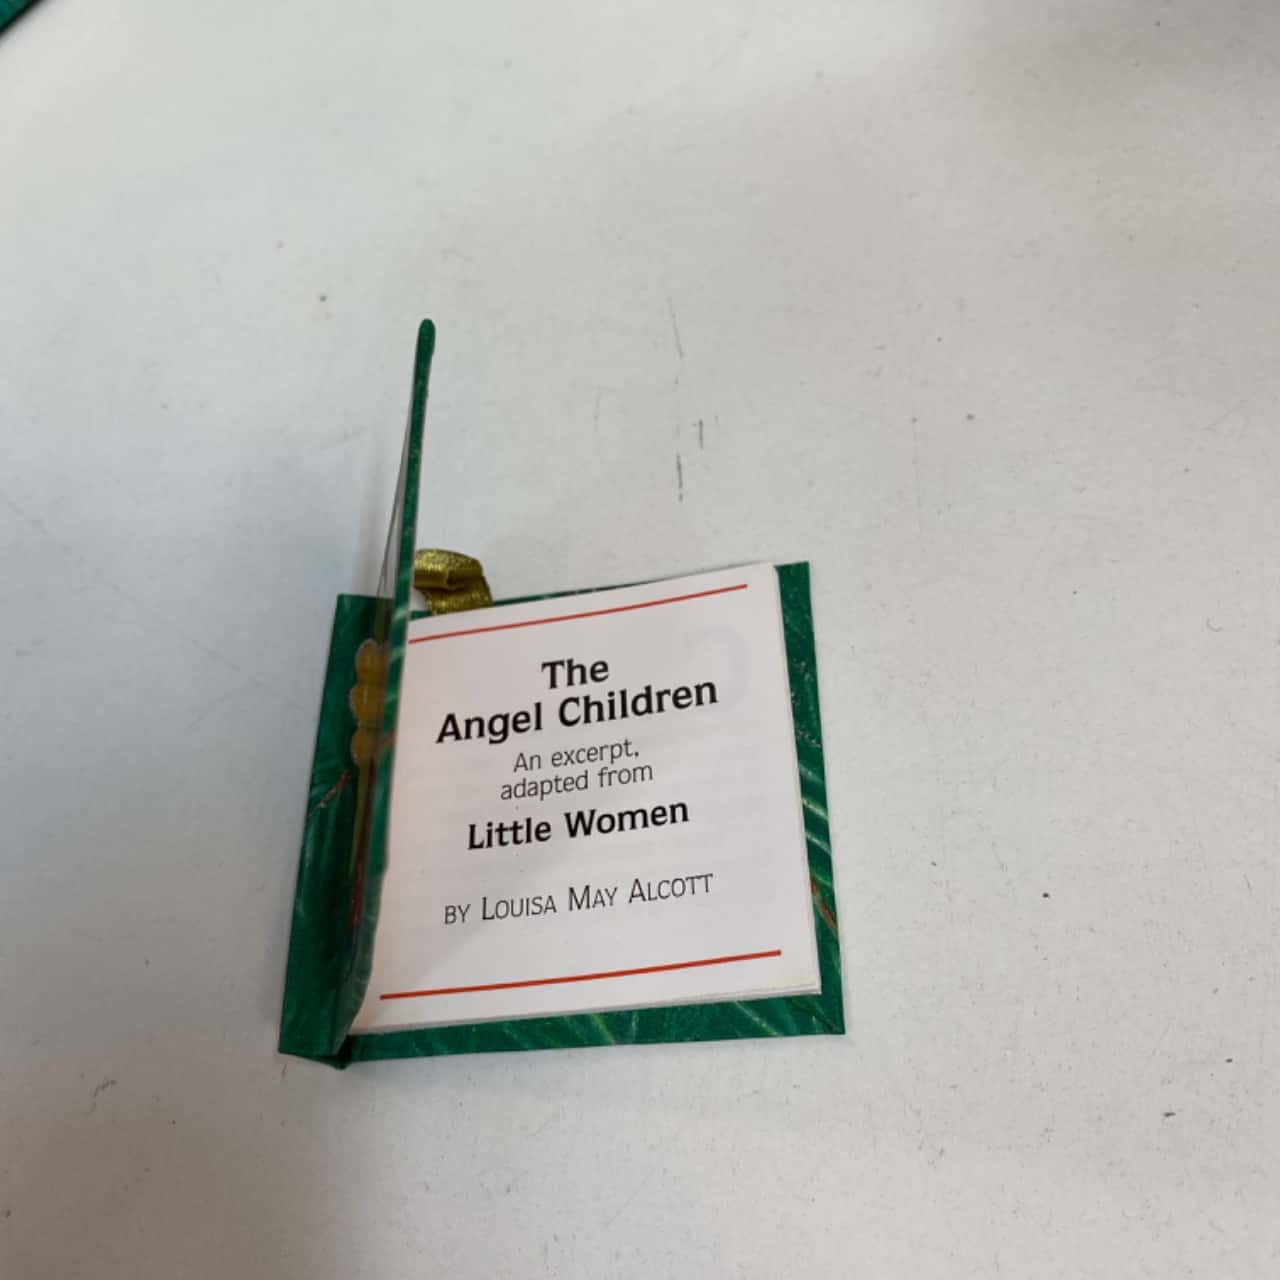 The
Angel Children
An excerpt,
adapted from
Little Women
BY LOUISA MAY ALCOTT